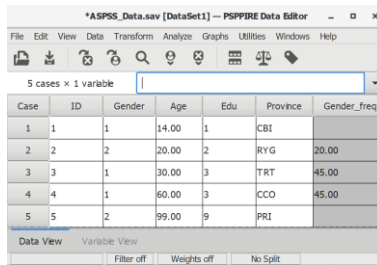 *ASPSS_Data.sav [DataSet1] — PSPPIRE Data Editor
File Edit View Data Transform Analyze Graphs Utilities Windows Help
5 cases × 1 variable
Case ID Gender Age Edu Province Gender_freq
1 1 1 14.00 1 CBI
2 2 2 20.00 2 RYG 20.00
3 3 1 30.00 3 TRT 45.00
4 4 1 60.00 3 CCO 45.00
5 5 2 99.00 9 PRI
Data View Variable View
Filter off Weights off No Split